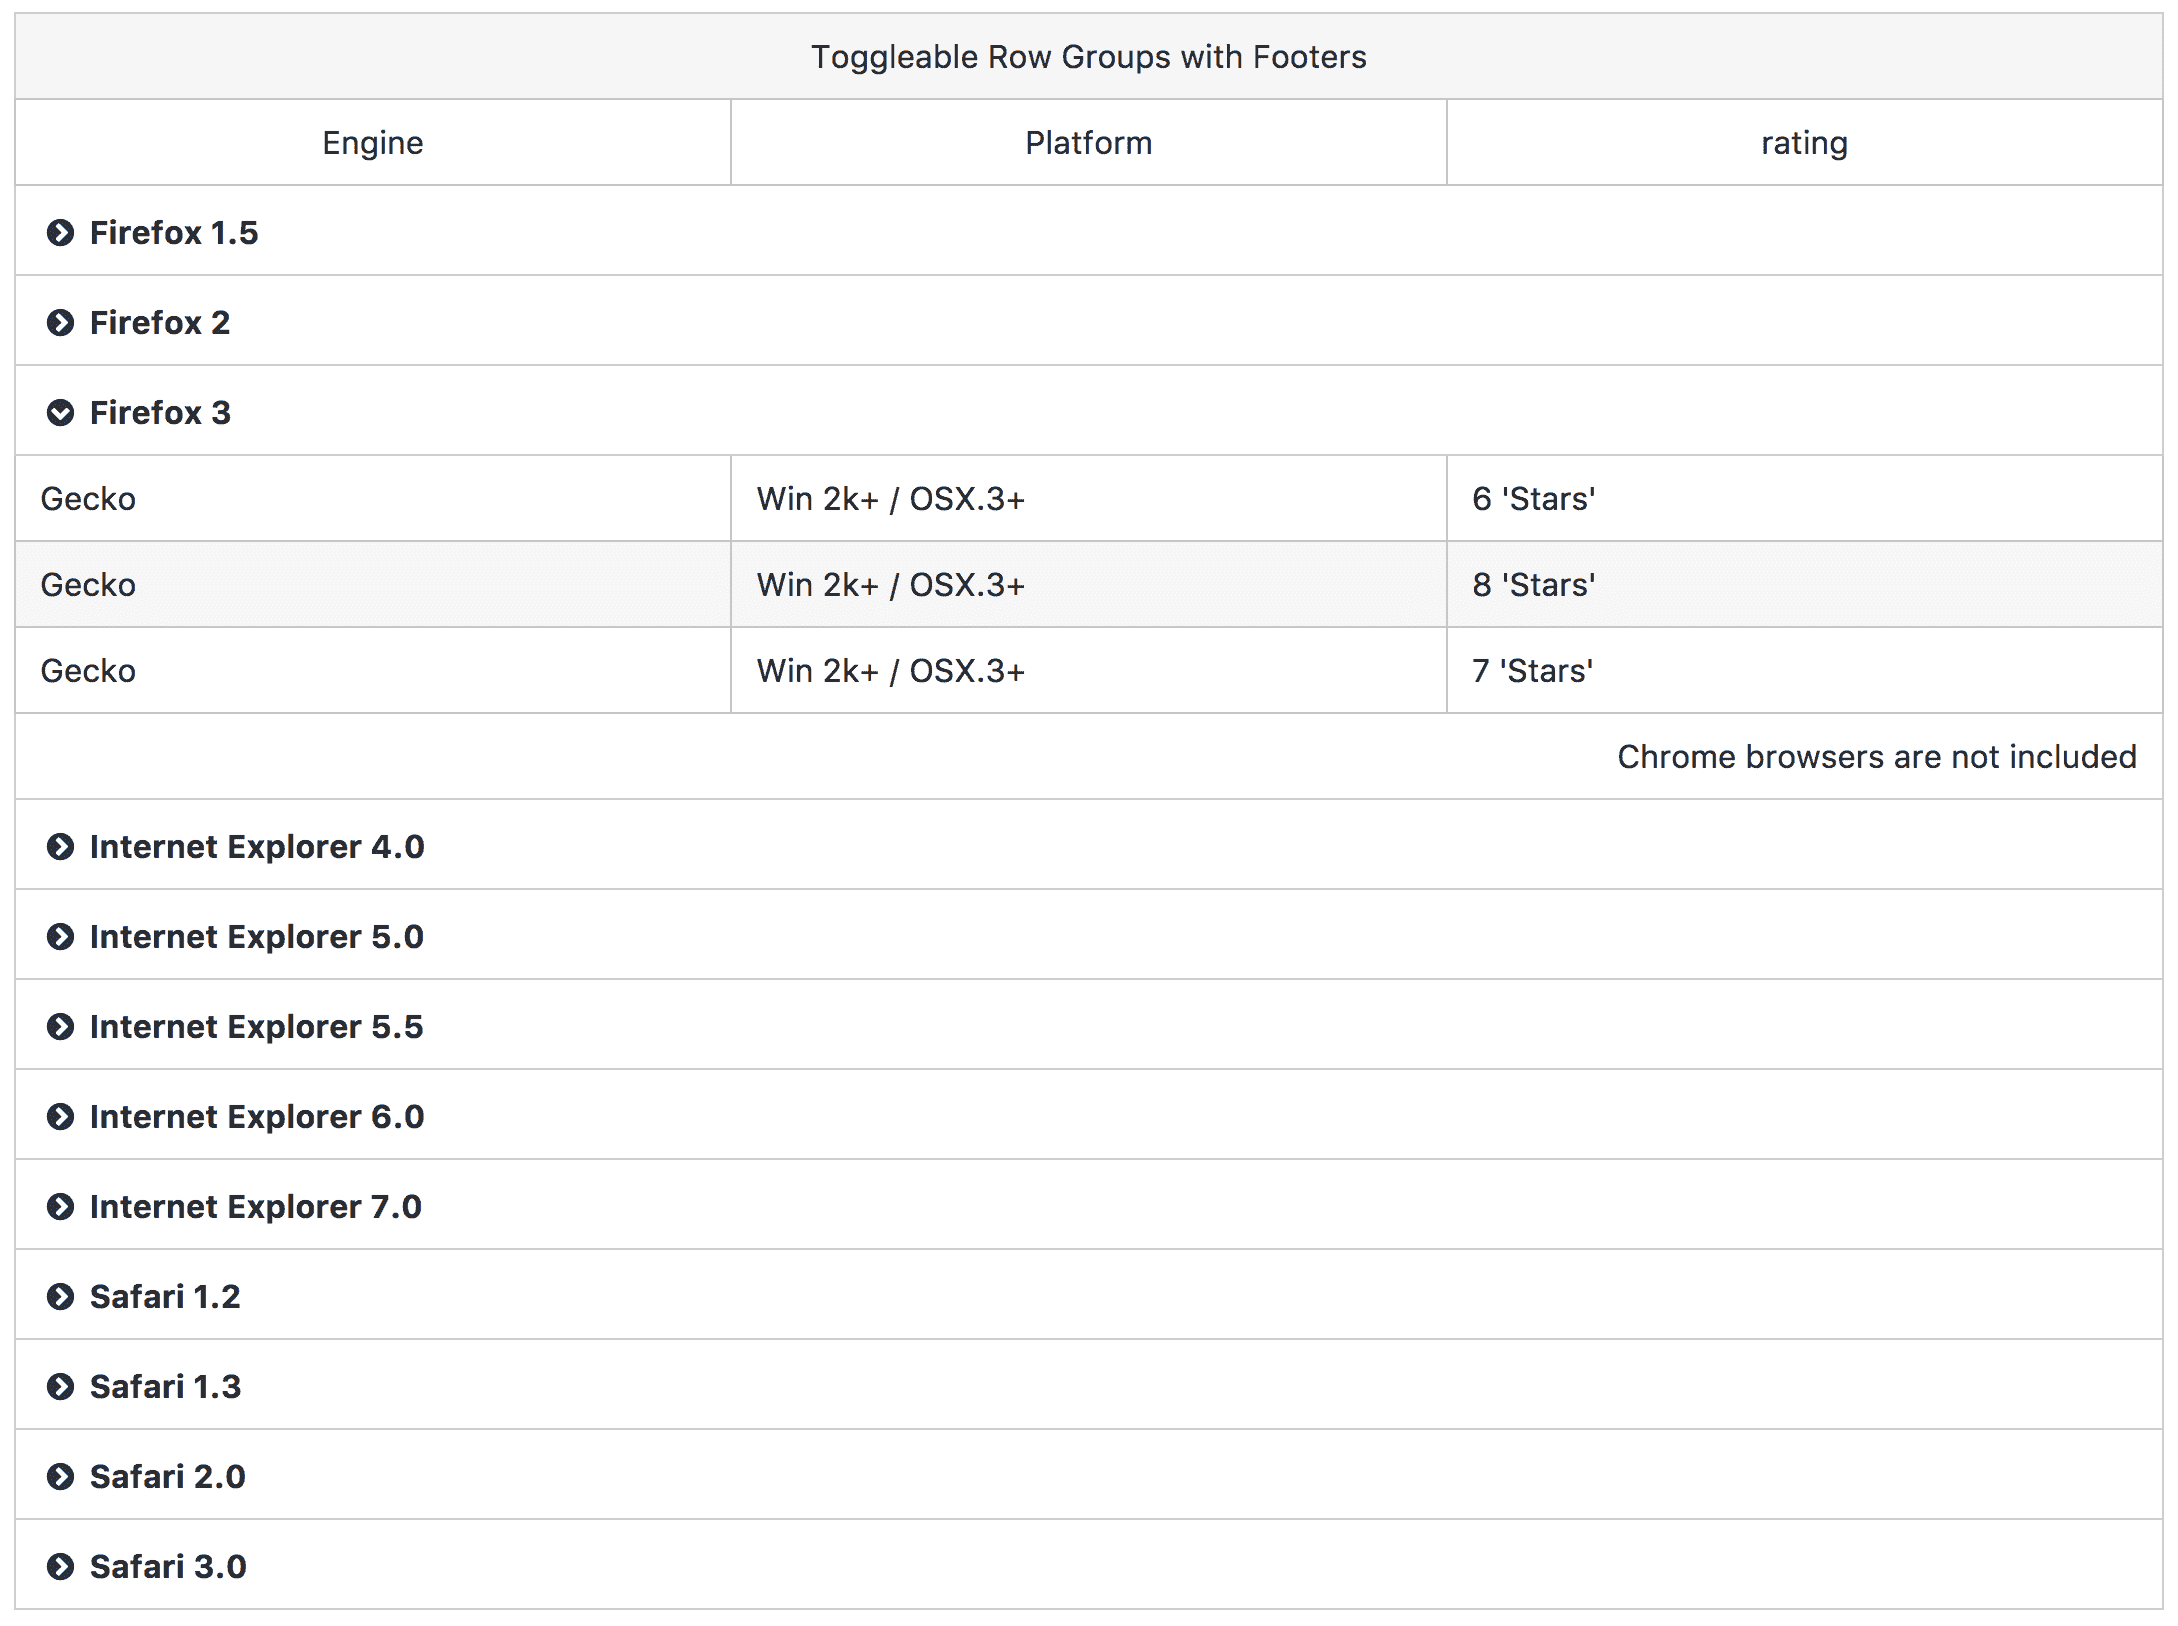 Toggleable Row Groups with Footers
Engine Platform rating
Firefox 1.5
Firefox 2
Firefox 3
Gecko Win 2k+ / OSX.3+ 6 'Stars'
Gecko Win 2k+ / OSX.3+ 8 'Stars'
Gecko Win 2k+ / OSX.3+ 7 'Stars'
Chrome browsers are not included
Internet Explorer 4.0
Internet Explorer 5.0
Internet Explorer 5.5
Internet Explorer 6.0
Internet Explorer 7.0
Safari 1.2
Safari 1.3
Safari 2.0
Safari 3.0